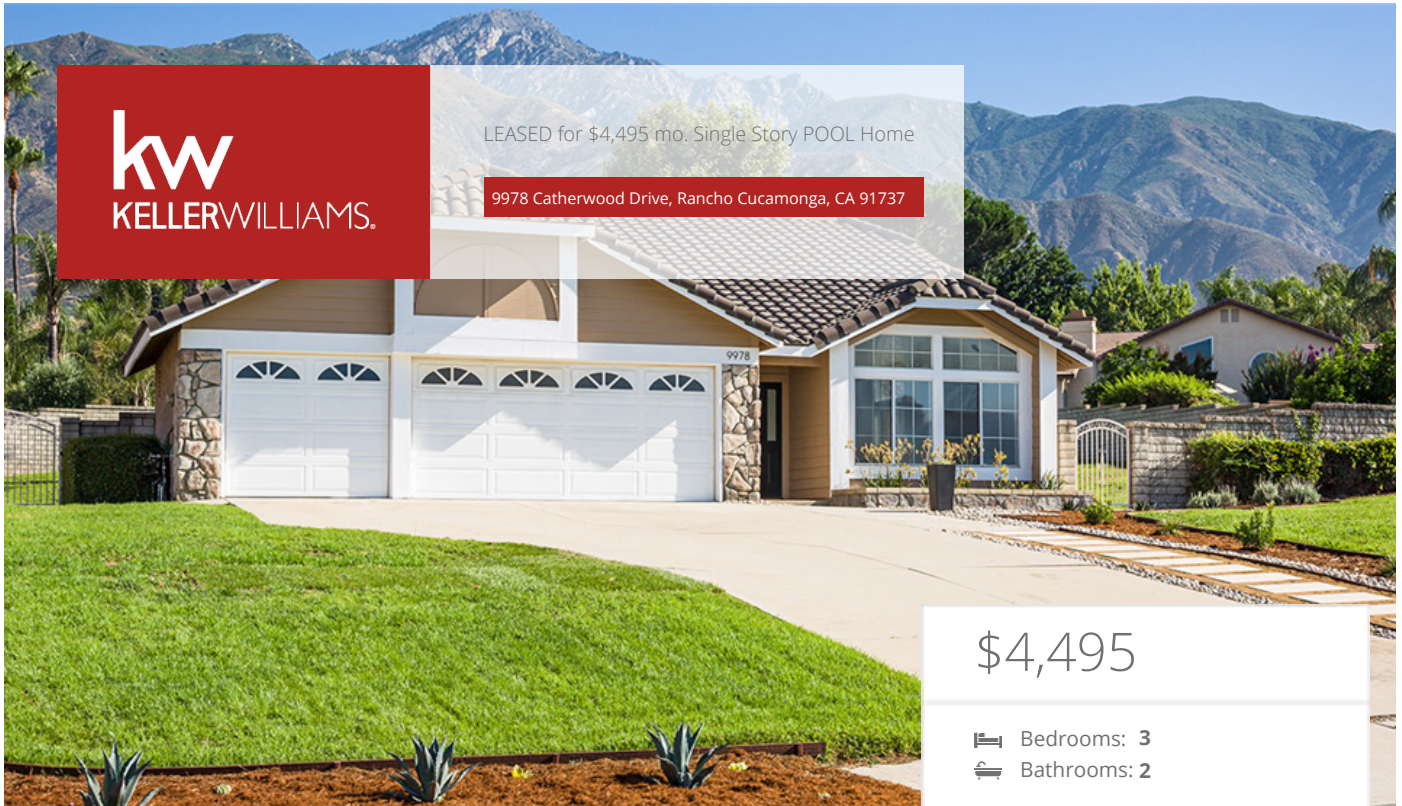 kw
KELLERWILLIAMS.
LEASED for $4,495 mo. Single Story POOL Home
9978 Catherwood Drive, Rancho Cucamonga, CA 91737
9978
$4,495
Bedrooms: 3
Bathrooms: 2